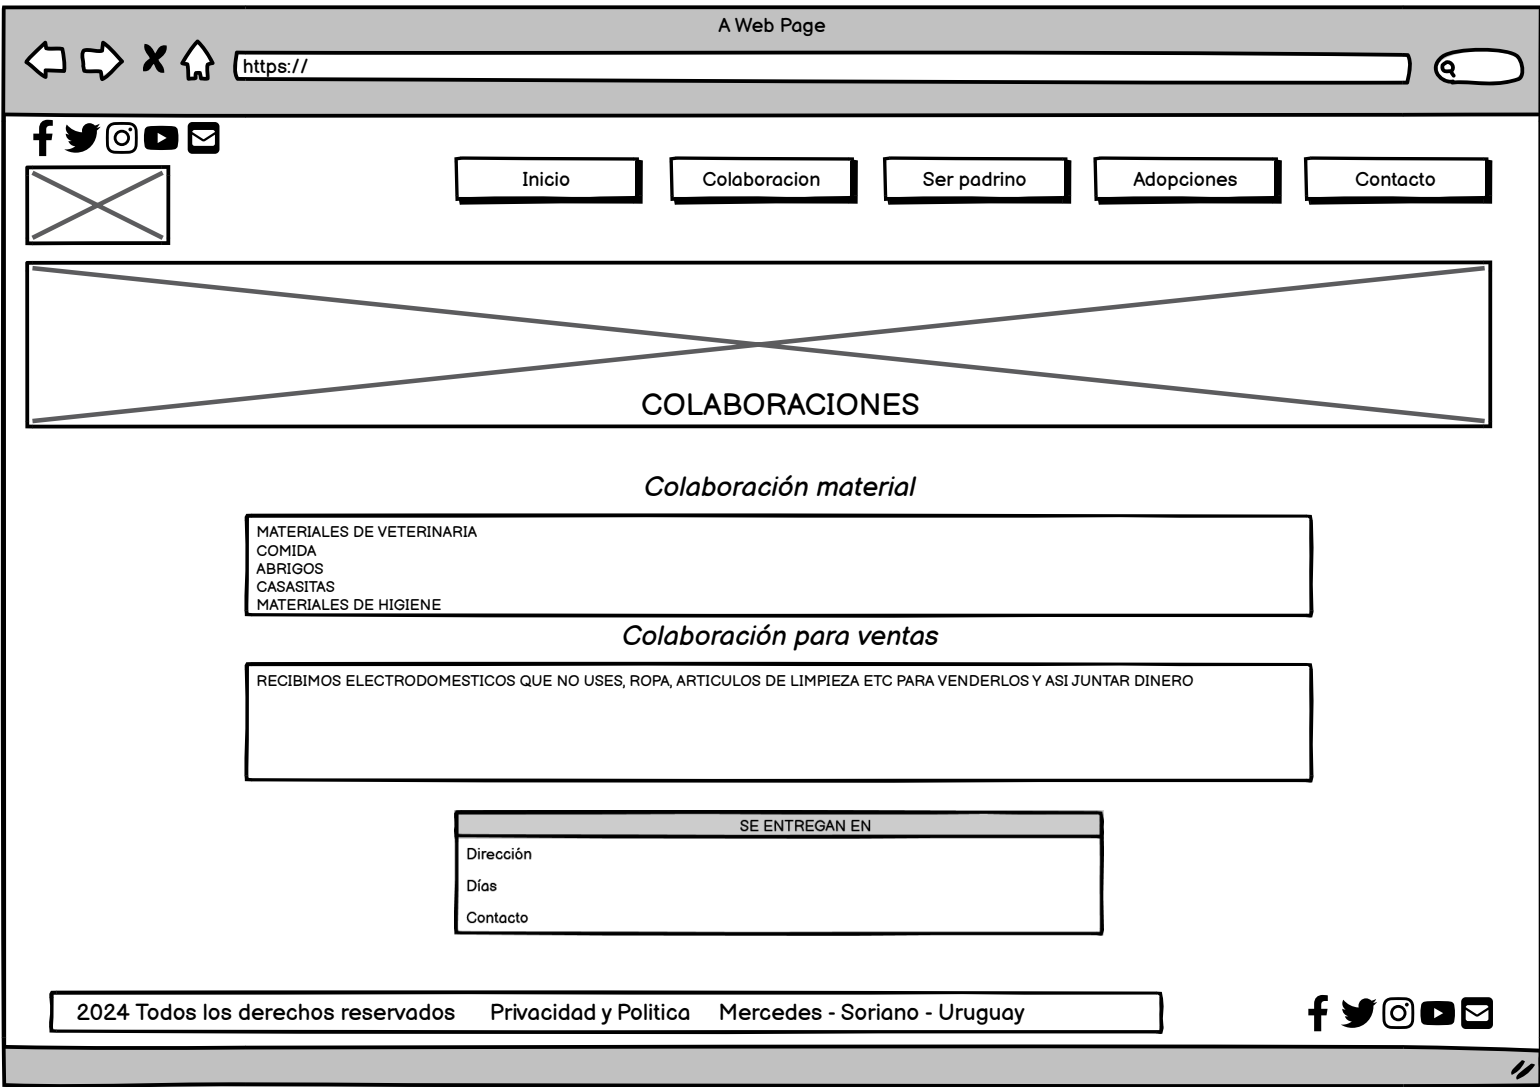 A Web Page
https://
Inicio
Colaboracion
Ser padrino
Adopciones
Contacto
COLABORACIONES
Colaboración material
MATERIALES DE VETERINARIA
COMIDA
ABRIGOS
CASASITAS
MATERIALES DE HIGIENE
Colaboración para ventas
RECIBIMOS ELECTRODOMESTICOS QUE NO USES, ROPA, ARTICULOS DE LIMPIEZA ETC PARA VENDERLOS Y ASI JUNTAR DINERO
SE ENTREGAN EN
Dirección
Días
Contacto
2024 Todos los derechos reservados Privacidad y Politica Mercedes - Soriano - Uruguay